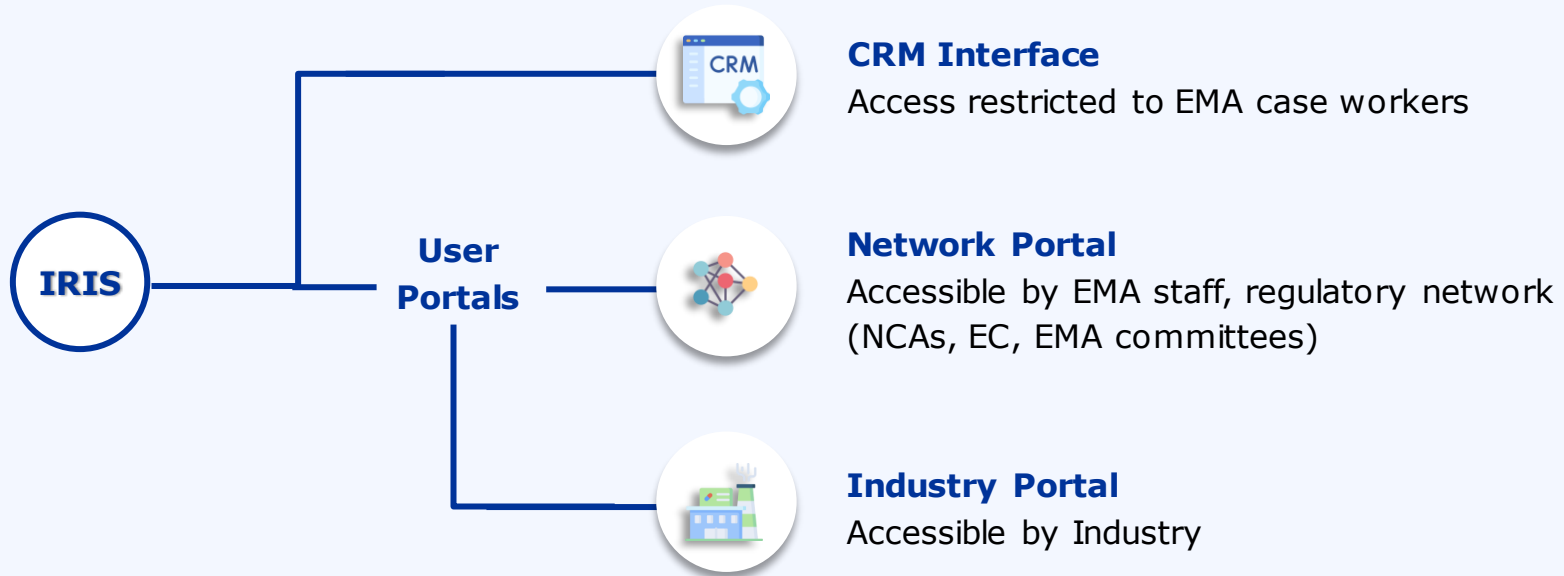 CRM
CRM Interface
Access restricted to EMA case workers
IRIS
User
Portals
Network Portal
Accessible by EMA staff, regulatory network
(NCAs, EC, EMA committees)
Industry Portal
Accessible by Industry